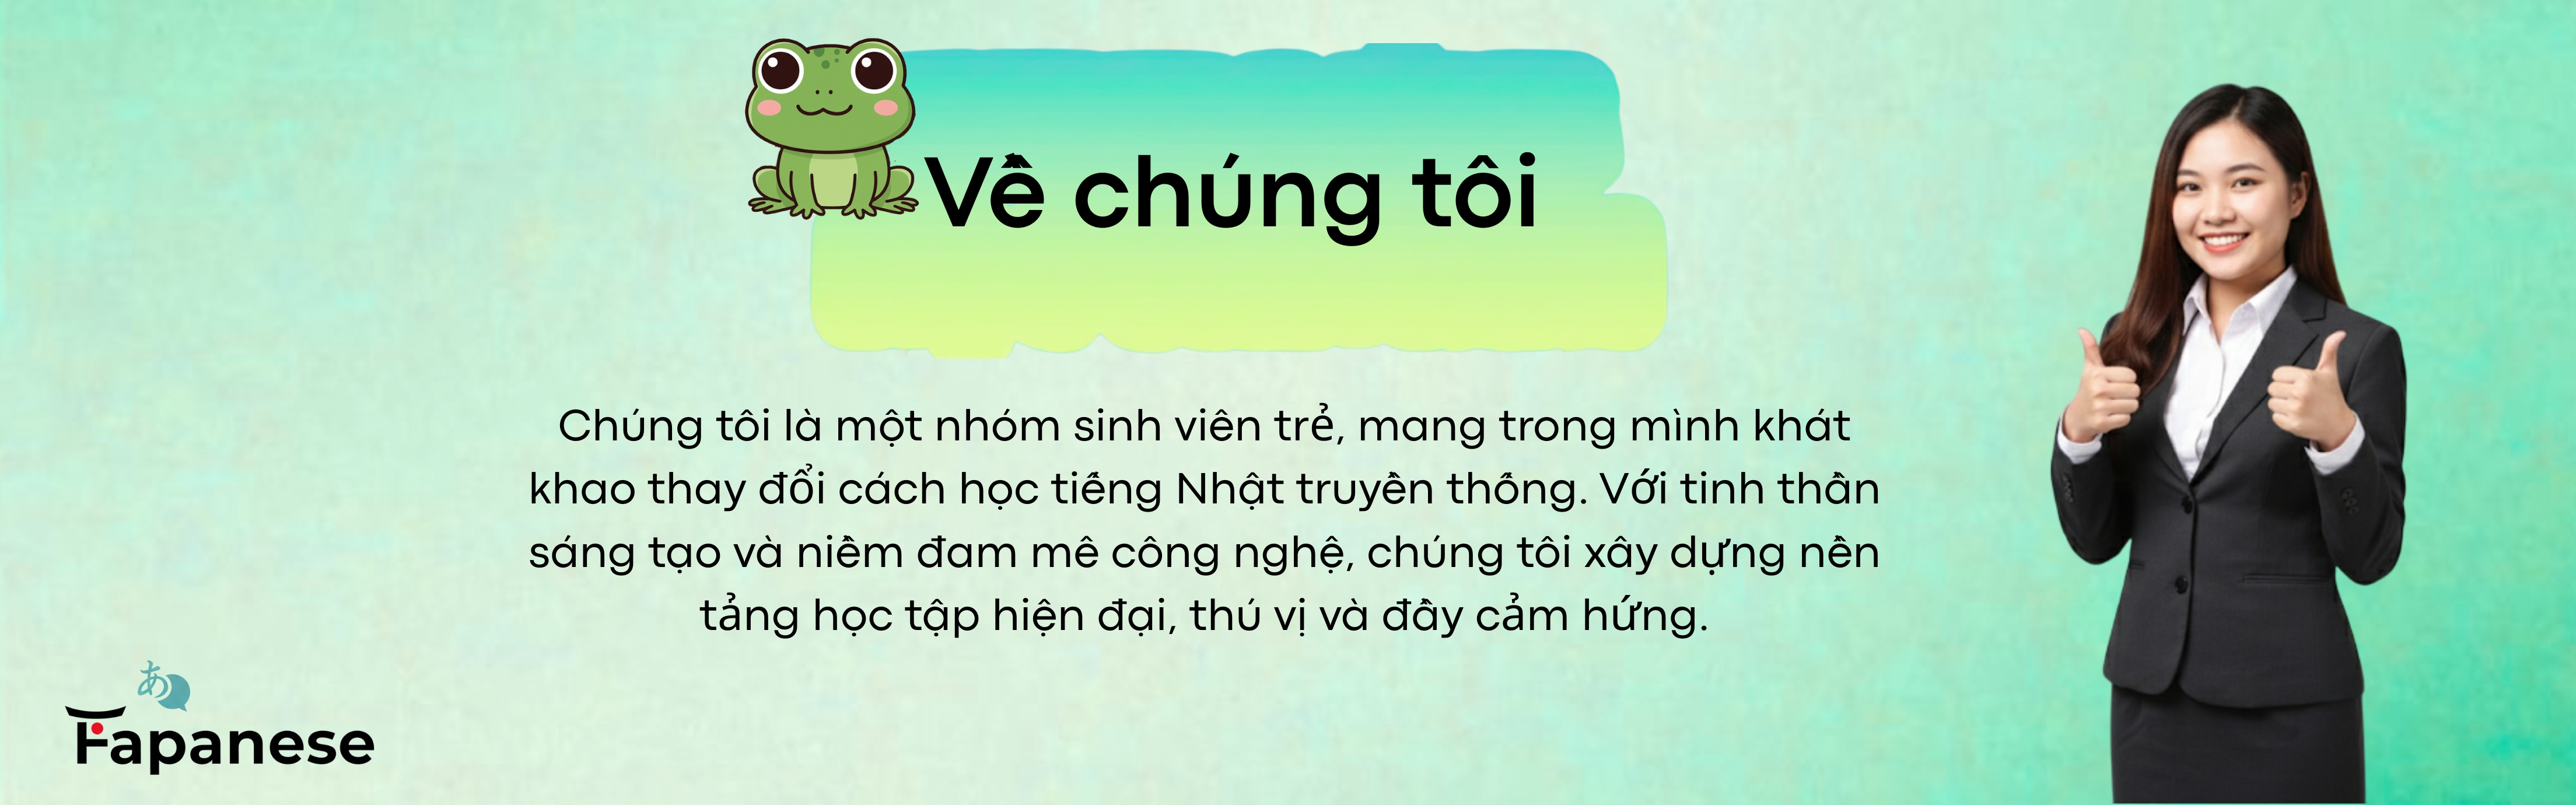 Về chúng tôi
Chúng tôi là một nhóm sinh viên trẻ, mang trong mình khát
khao thay đổi cách học tiếng Nhật truyền thống. Với tinh thần
sáng tạo và niềm đam mê công nghệ, chúng tôi xây dựng nền
tảng học tập hiện đại, thú vị và đầy cảm hứng.
あ
Fapanese